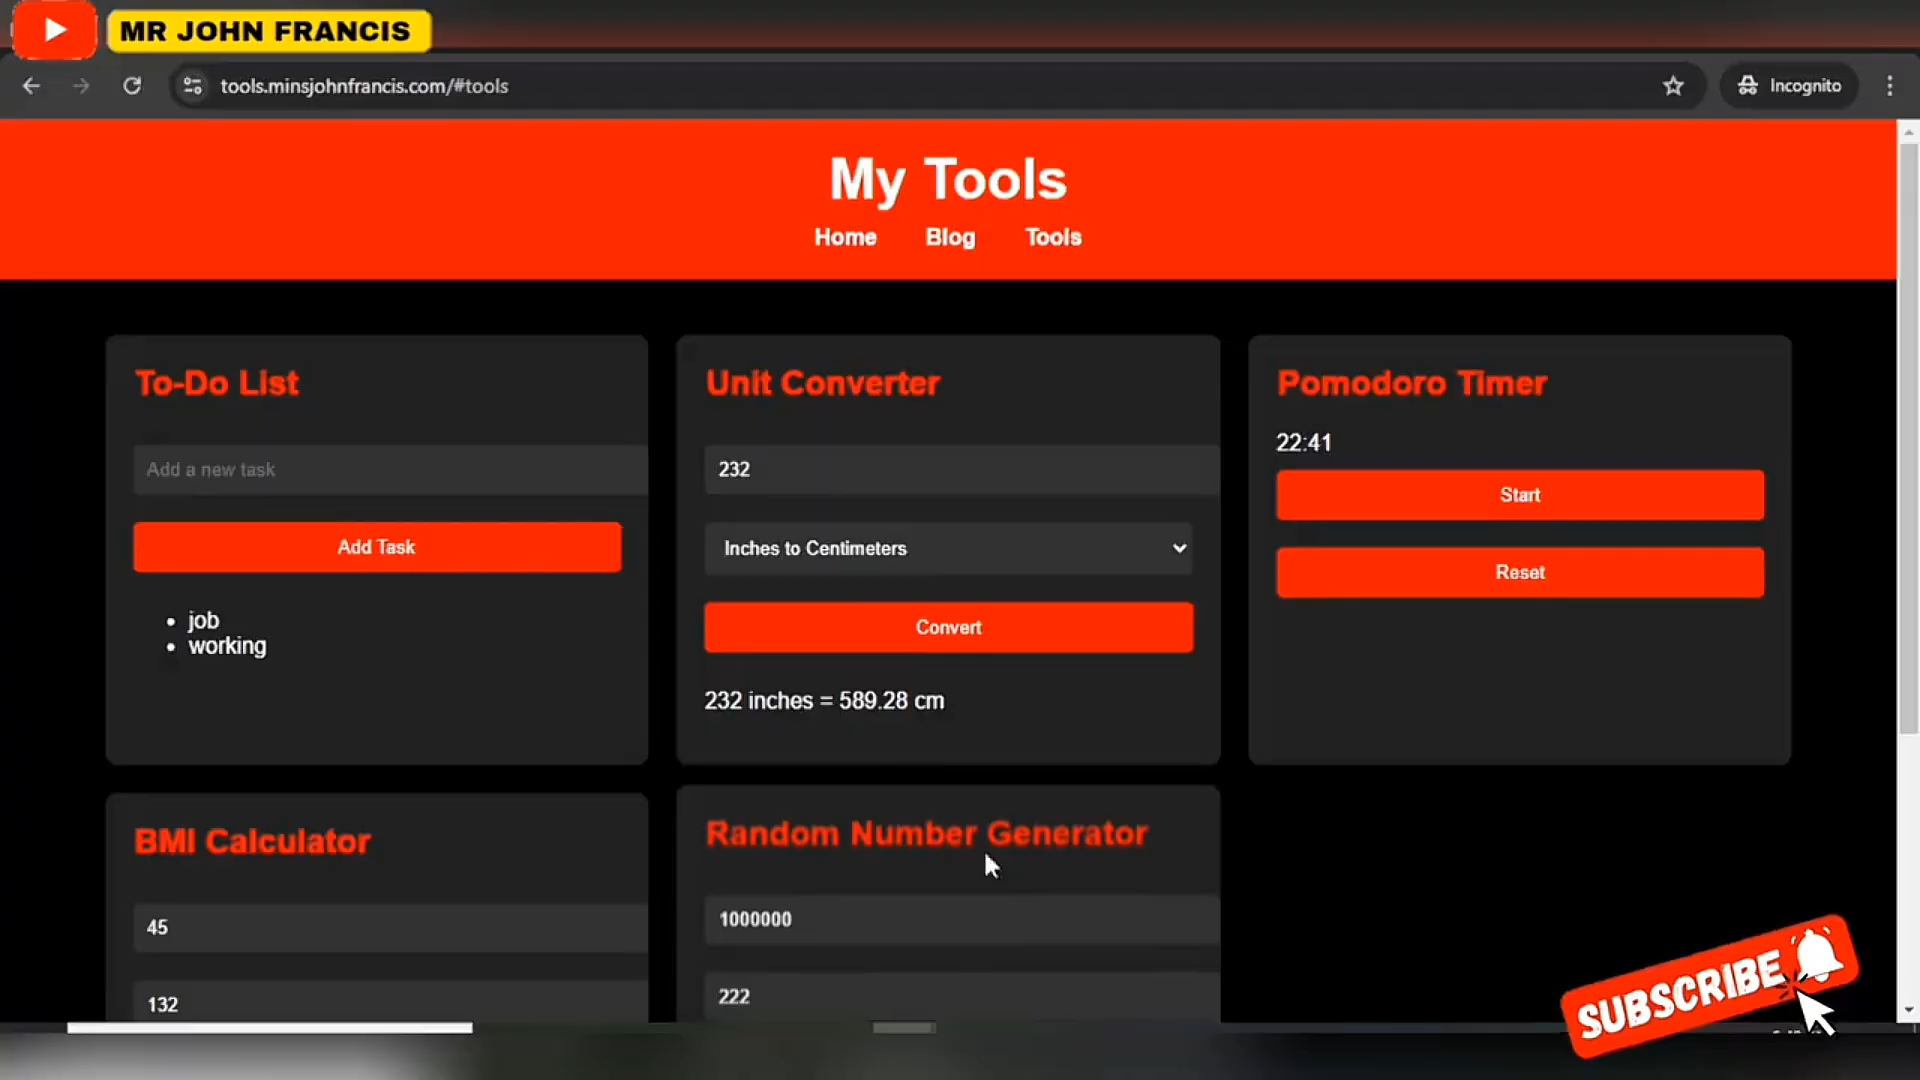 MR JOHN FRANCIS
tools.minsjohnfrancis.com/#tools
Incognito
My Tools
Home Blog Tools
To-Do List
Add a new task
Add Task
job
working
Unit Converter
232
Inches to Centimeters
Convert
232 inches = 589.28 cm
Pomodoro Timer
22:41
Start
Reset
BMI Calculator
45
132
Random Number Generator
1000000
222
SUBSCRIBE